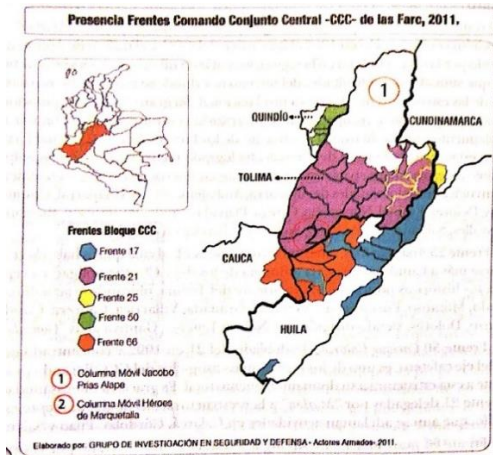 Presencia Frentes Comando Conjunto Central -CCC- de las Farc, 2011.
1
QUINDÍO
CUNDINAMARCA
TOLIMA
CAUCA
HUILA
Frentes Bloque CCC
Frente 17
Frente 21
Frente 25
Frente 50
Frente 66
1 Columna Móvil Jacobo
Prias Alape
2 Columna Móvil Héroes
de Marquetalia
Elaborado por. GRUPO DE INVESTIGACIÓN EN SEGURIDAD Y DEFENSA - Actores Armados- 2011.